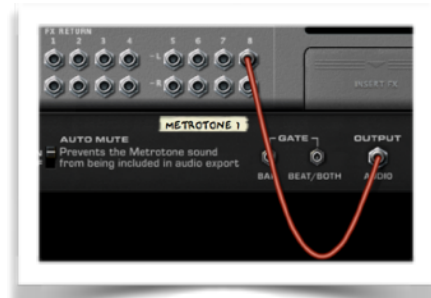 FX RETURN
1 2 3 4 5 6 7 8
L
R
INSERT FX
METROTONE 1
AUTO MUTE
Prevents the Metrotone sound
from being included in audio export
GATE
OUTPUT
BAR BEAT/BOTH
AUDIO